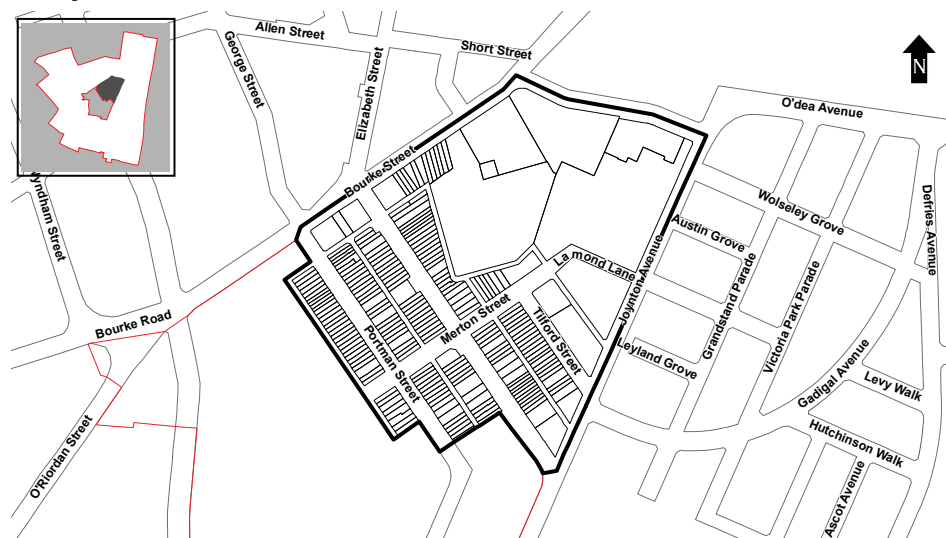 Allen Street
Short Street
George Street
Elizabeth Street
N
O'dea Avenue
Bourke Street
Wyndham Street
Wolseley Grove
Defries Avenue
Austin Grove
Lamond Lane
Joynton Avenue
Grandstand Parade
Victoria Park Parade
Bourke Road
Merton Street
Portman Street
Tilford Street
Leyland Grove
Gadigal Avenue
Levy Walk
Hutchinson Walk
O'Riordan Street
Ascot Avenue